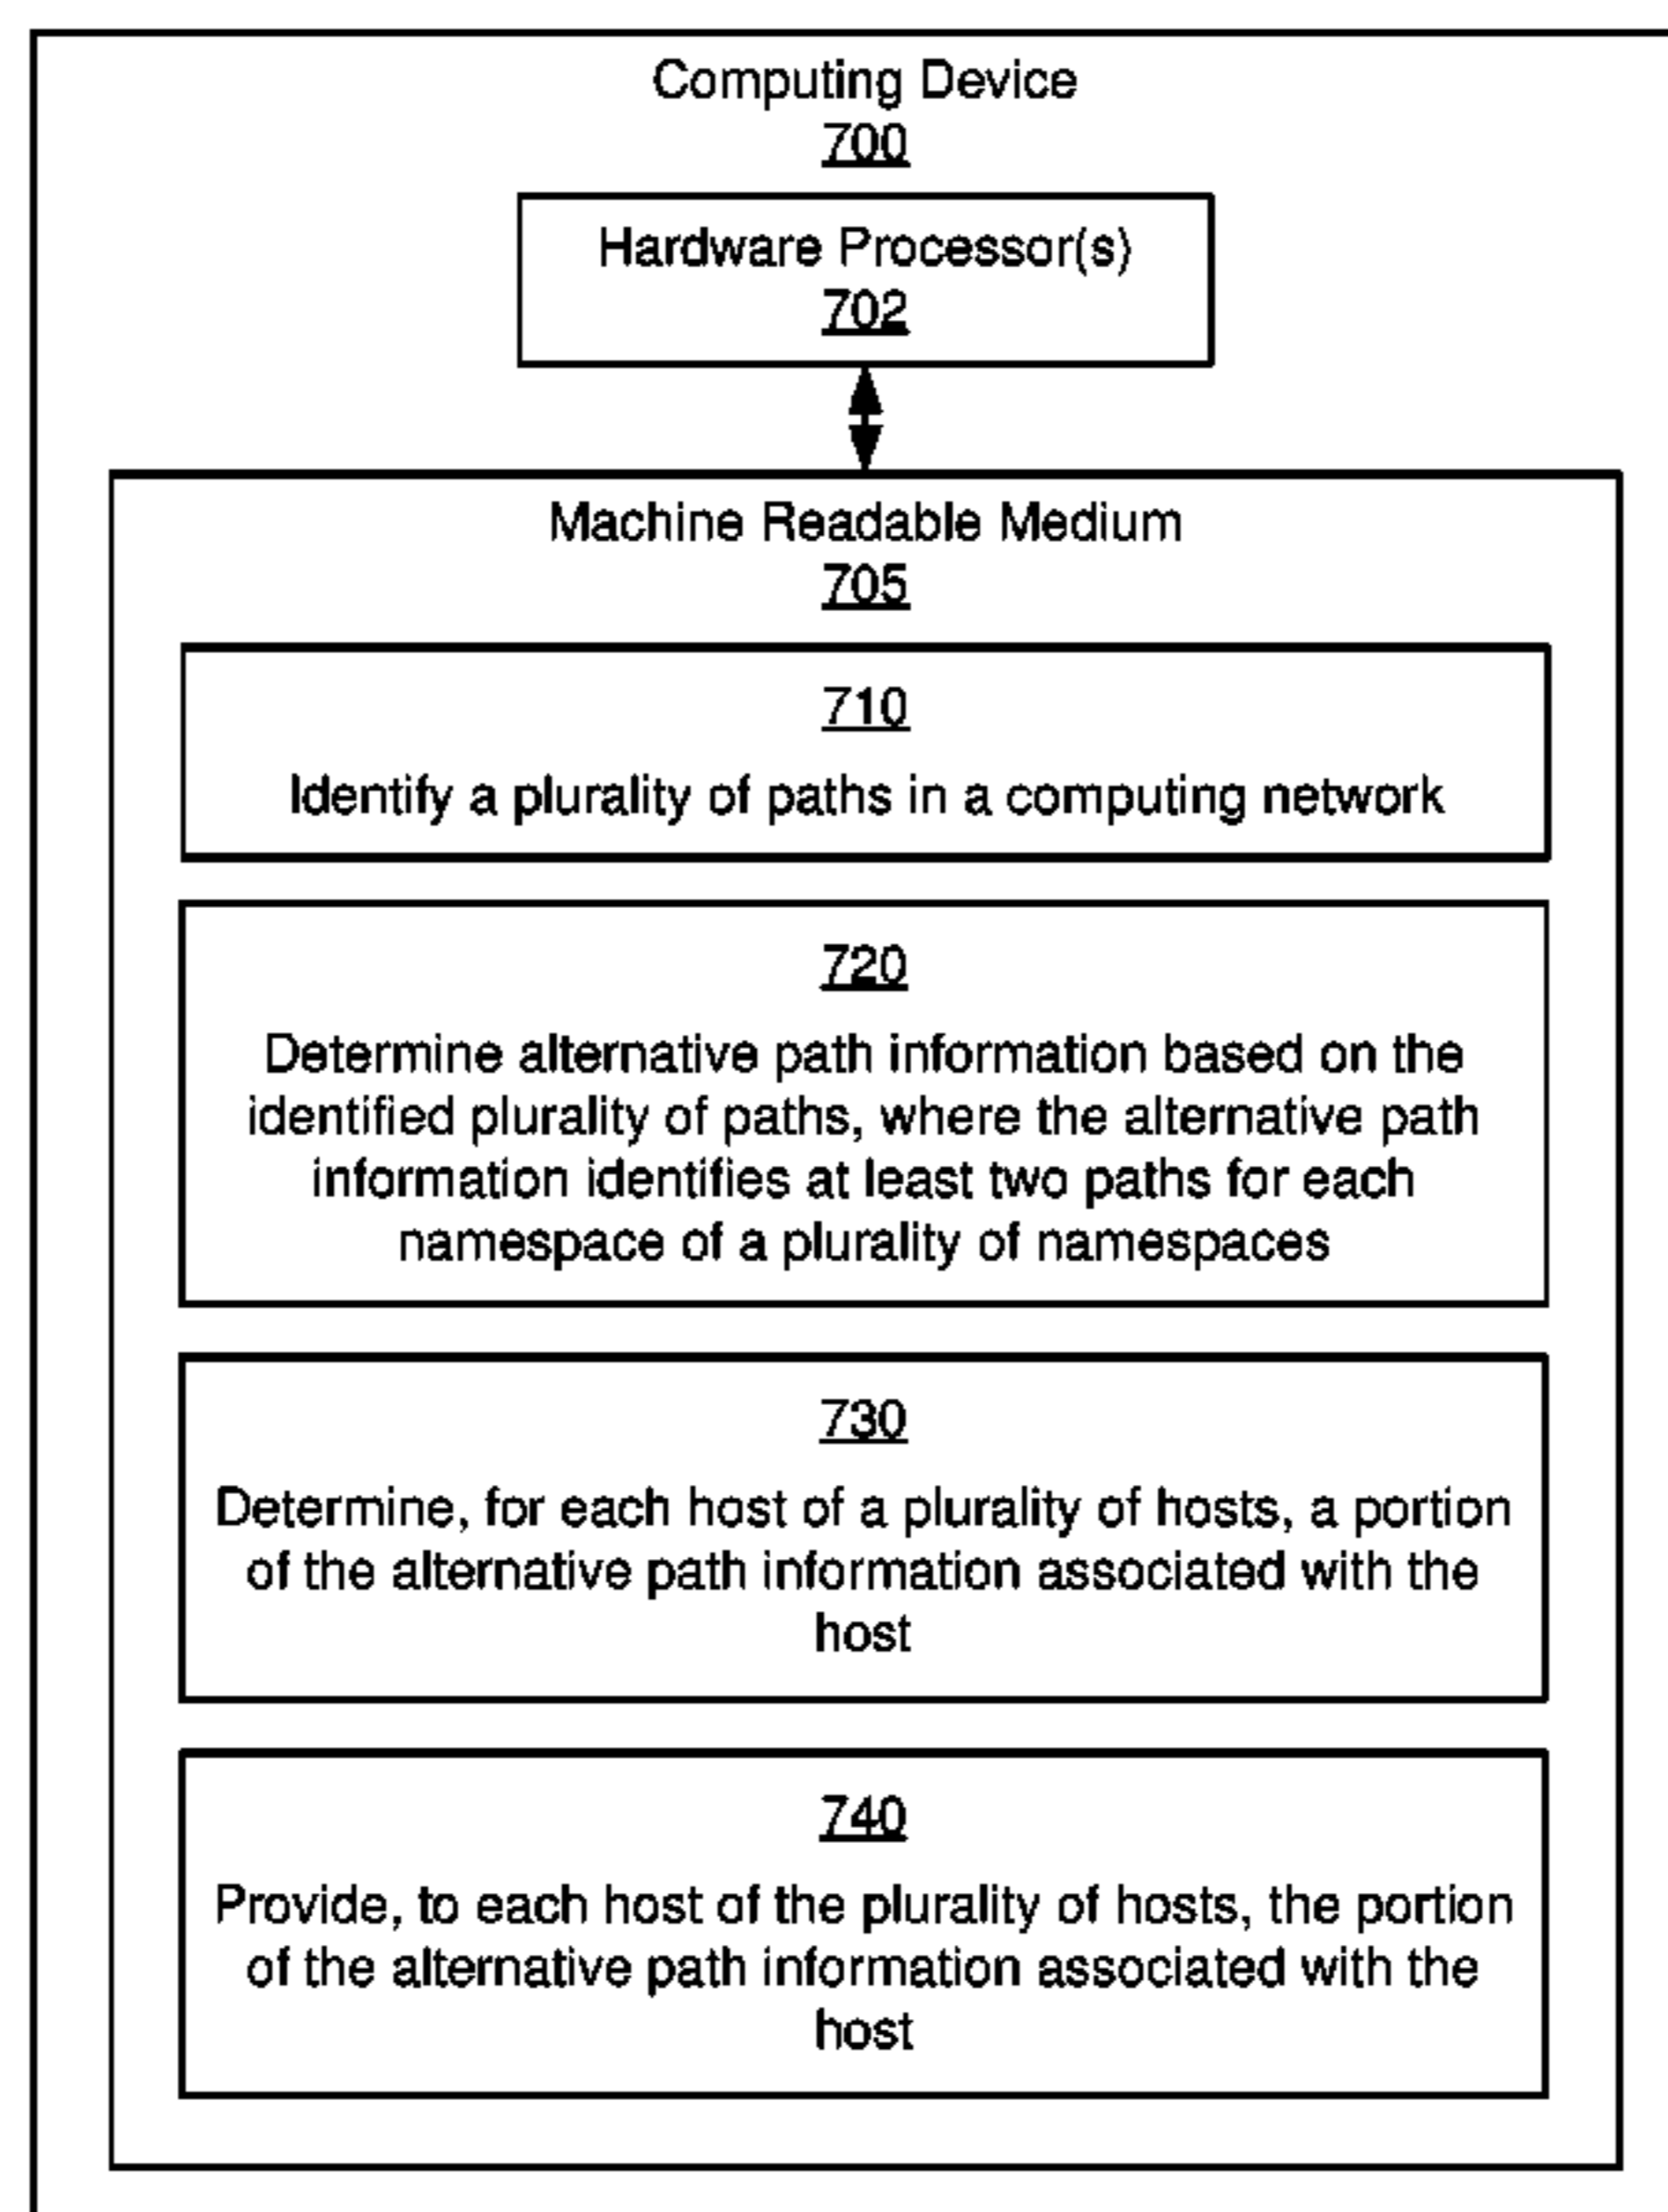 Computing Device
700
Hardware Processor(s)
702
Machine Readable Medium
705
710
Identify a plurality of paths in a computing network
720
Determine alternative path information based on the
identified plurality of paths, where the alternative path
information identifies at least two paths for each
namespace of a plurality of namespaces
730
Determine, for each host of a plurality of hosts, a portion
of the alternative path information associated with the
host
740
Provide, to each host of the plurality of hosts, the portion
of the alternative path information associated with the
host